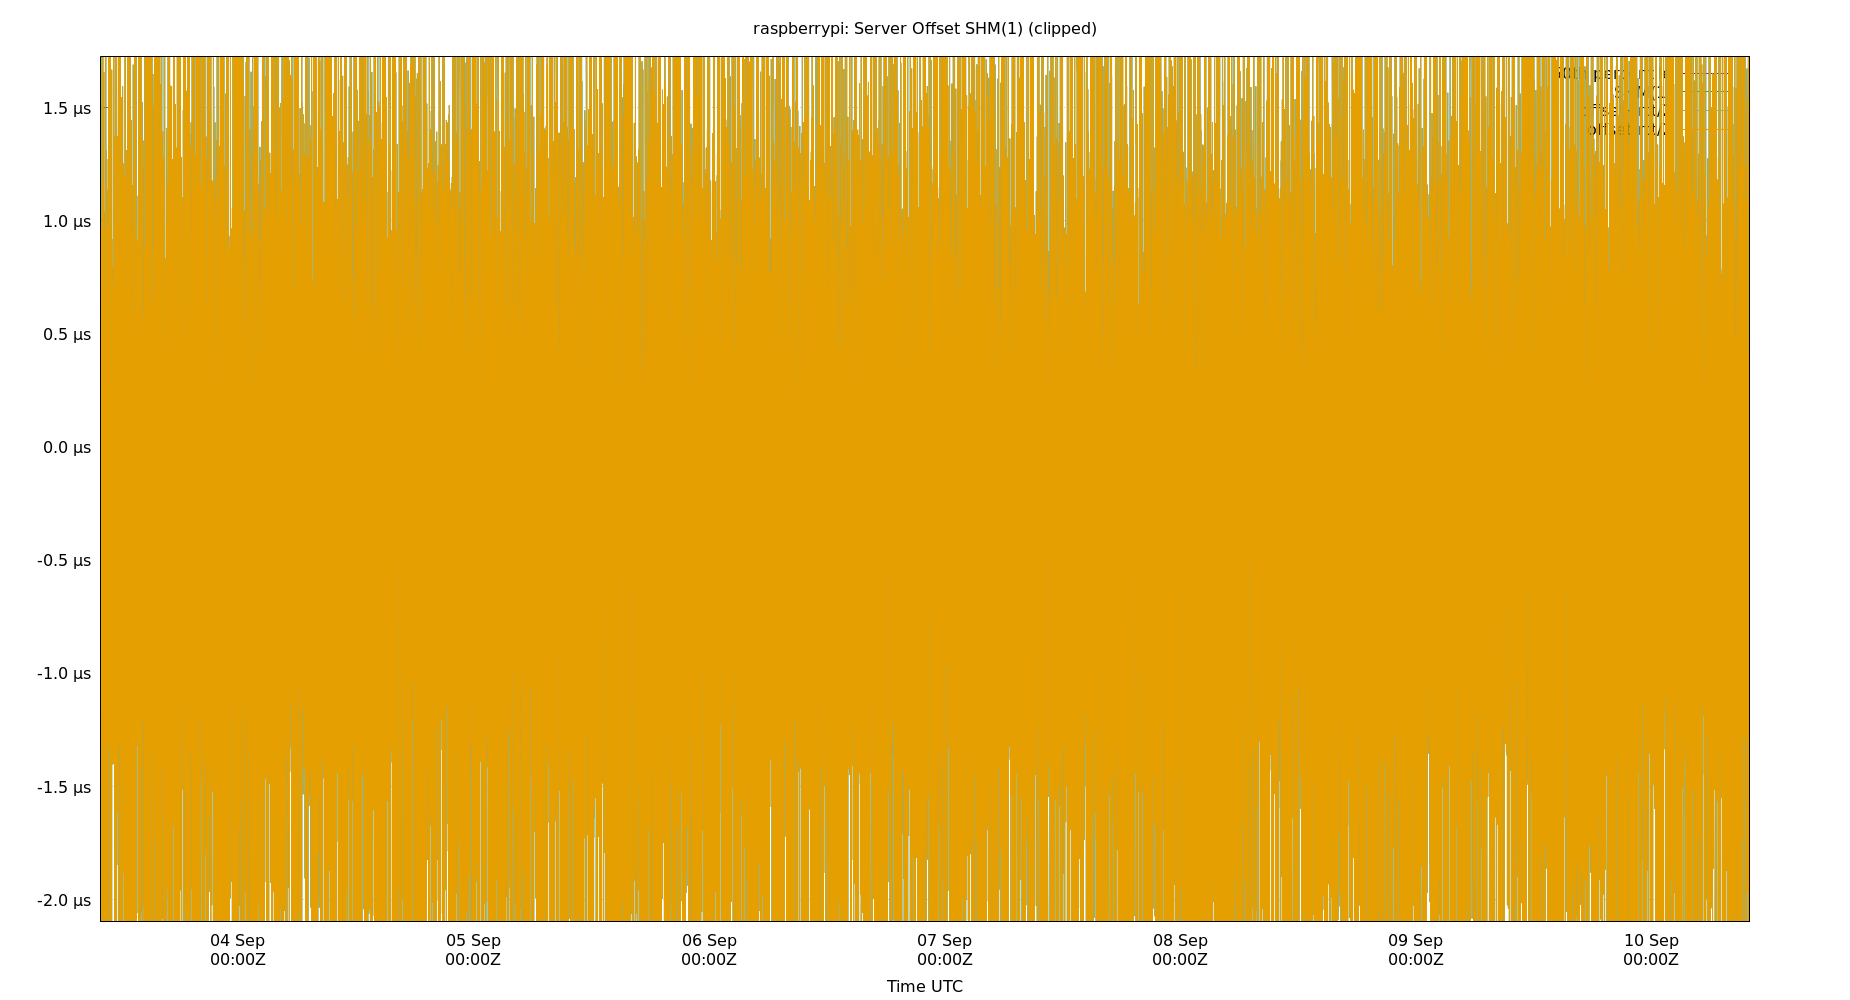 raspberrypi: Server Offset SHM(1) (clipped)
1.5 µs
1.0 µs
0.5 µs
0.0 µs
-0.5 µs
-1.0 µs
-1.5 µs
-2.0 µs
04 Sep 05 Sep 06 Sep 07 Sep 08 Sep 09 Sep 10 Sep
00:00Z 00:00Z 00:00Z 00:00Z 00:00Z 00:00Z 00:00Z
Time UTC